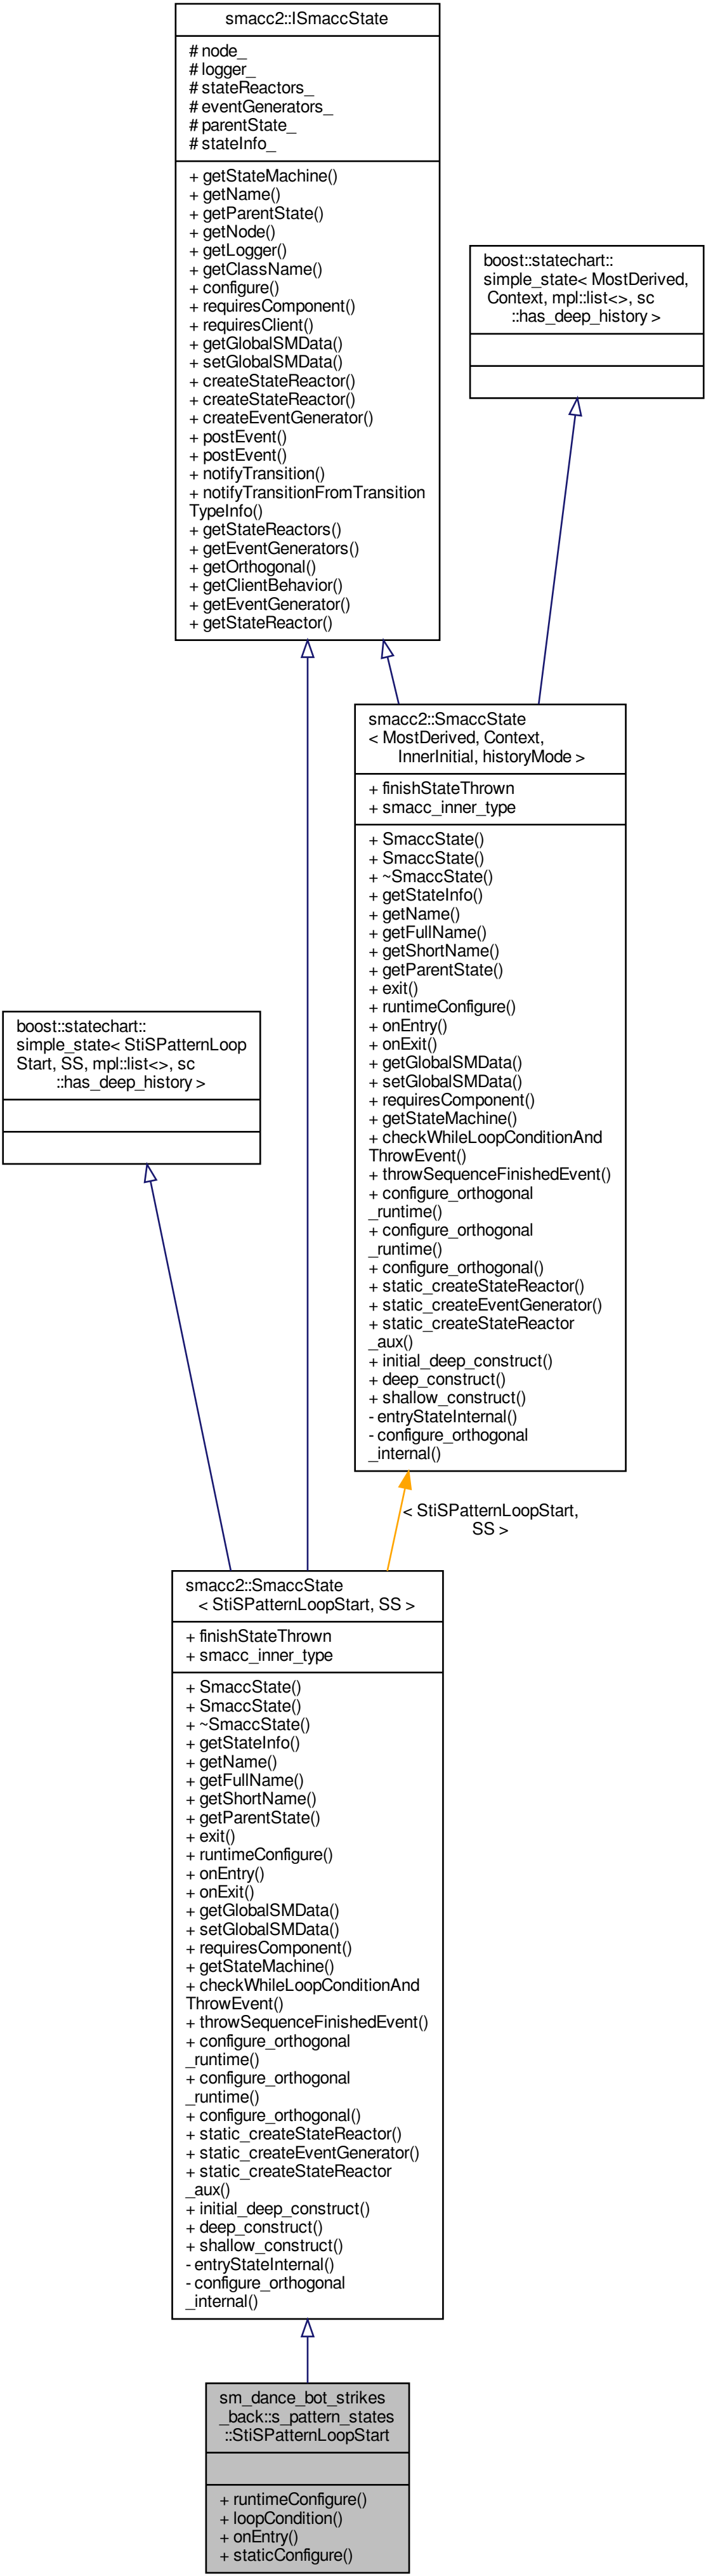 smacc2::ISmaccState
# node_
# logger_
# stateReactors_
# eventGenerators_
# parentState_
# stateInfo_
+ getStateMachine()
+ getName()
+ getParentState()
+ getNode()
+ getLogger()
+ getClassName()
+ configure()
+ requiresComponent()
+ requiresClient()
+ getGlobalSMData()
+ setGlobalSMData()
+ createStateReactor()
+ createStateReactor()
+ createEventGenerator()
+ postEvent()
+ postEvent()
+ notifyTransition()
+ notifyTransitionFromTransition
TypeInfo()
+ getStateReactors()
+ getEventGenerators()
+ getOrthogonal()
+ getClientBehavior()
+ getEventGenerator()
+ getStateReactor()
boost::statechart::
simple_state< MostDerived,
Context, mpl::list<>, sc
::has_deep_history >
smacc2::SmaccState
< MostDerived, Context,
InnerInitial, historyMode >
+ finishStateThrown
+ smacc_inner_type
+ SmaccState()
+ SmaccState()
+ ~SmaccState()
+ getStateInfo()
+ getName()
+ getFullName()
+ getShortName()
+ getParentState()
+ exit()
+ runtimeConfigure()
+ onEntry()
+ onExit()
+ getGlobalSMData()
+ setGlobalSMData()
+ requiresComponent()
+ getStateMachine()
+ checkWhileLoopConditionAnd
ThrowEvent()
+ throwSequenceFinishedEvent()
+ configure_orthogonal
_runtime()
+ configure_orthogonal
_runtime()
+ configure_orthogonal()
+ static_createStateReactor()
+ static_createEventGenerator()
+ static_createStateReactor
_aux()
+ initial_deep_construct()
+ deep_construct()
+ shallow_construct()
- entryStateInternal()
- configure_orthogonal
_internal()
boost::statechart::
simple_state< StiSPatternLoop
Start, SS, mpl::list<>, sc
::has_deep_history >
< StiSPatternLoopStart,
SS >
smacc2::SmaccState
< StiSPatternLoopStart, SS >
+ finishStateThrown
+ smacc_inner_type
+ SmaccState()
+ SmaccState()
+ ~SmaccState()
+ getStateInfo()
+ getName()
+ getFullName()
+ getShortName()
+ getParentState()
+ exit()
+ runtimeConfigure()
+ onEntry()
+ onExit()
+ getGlobalSMData()
+ setGlobalSMData()
+ requiresComponent()
+ getStateMachine()
+ checkWhileLoopConditionAnd
ThrowEvent()
+ throwSequenceFinishedEvent()
+ configure_orthogonal
_runtime()
+ configure_orthogonal
_runtime()
+ configure_orthogonal()
+ static_createStateReactor()
+ static_createEventGenerator()
+ static_createStateReactor
_aux()
+ initial_deep_construct()
+ deep_construct()
+ shallow_construct()
- entryStateInternal()
- configure_orthogonal
_internal()
sm_dance_bot_strikes
_back::s_pattern_states
::StiSPatternLoopStart
+ runtimeConfigure()
+ loopCondition()
+ onEntry()
+ staticConfigure()